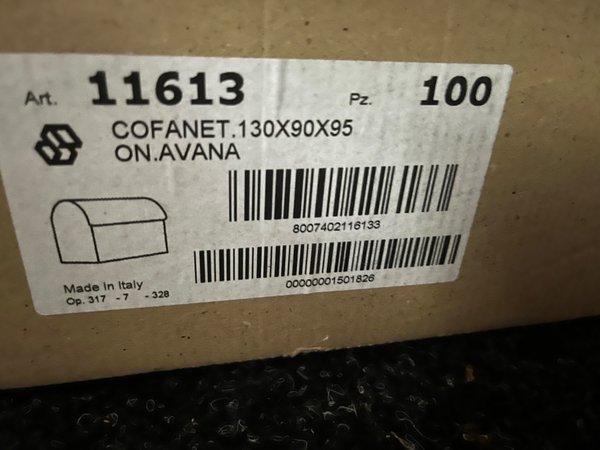 Art. 11613 Pz. 100
COFANET.130X90X95
ON.AVANA
8007402116133
00000001501826
Made in Italy
Op. 317 - 7 - 328